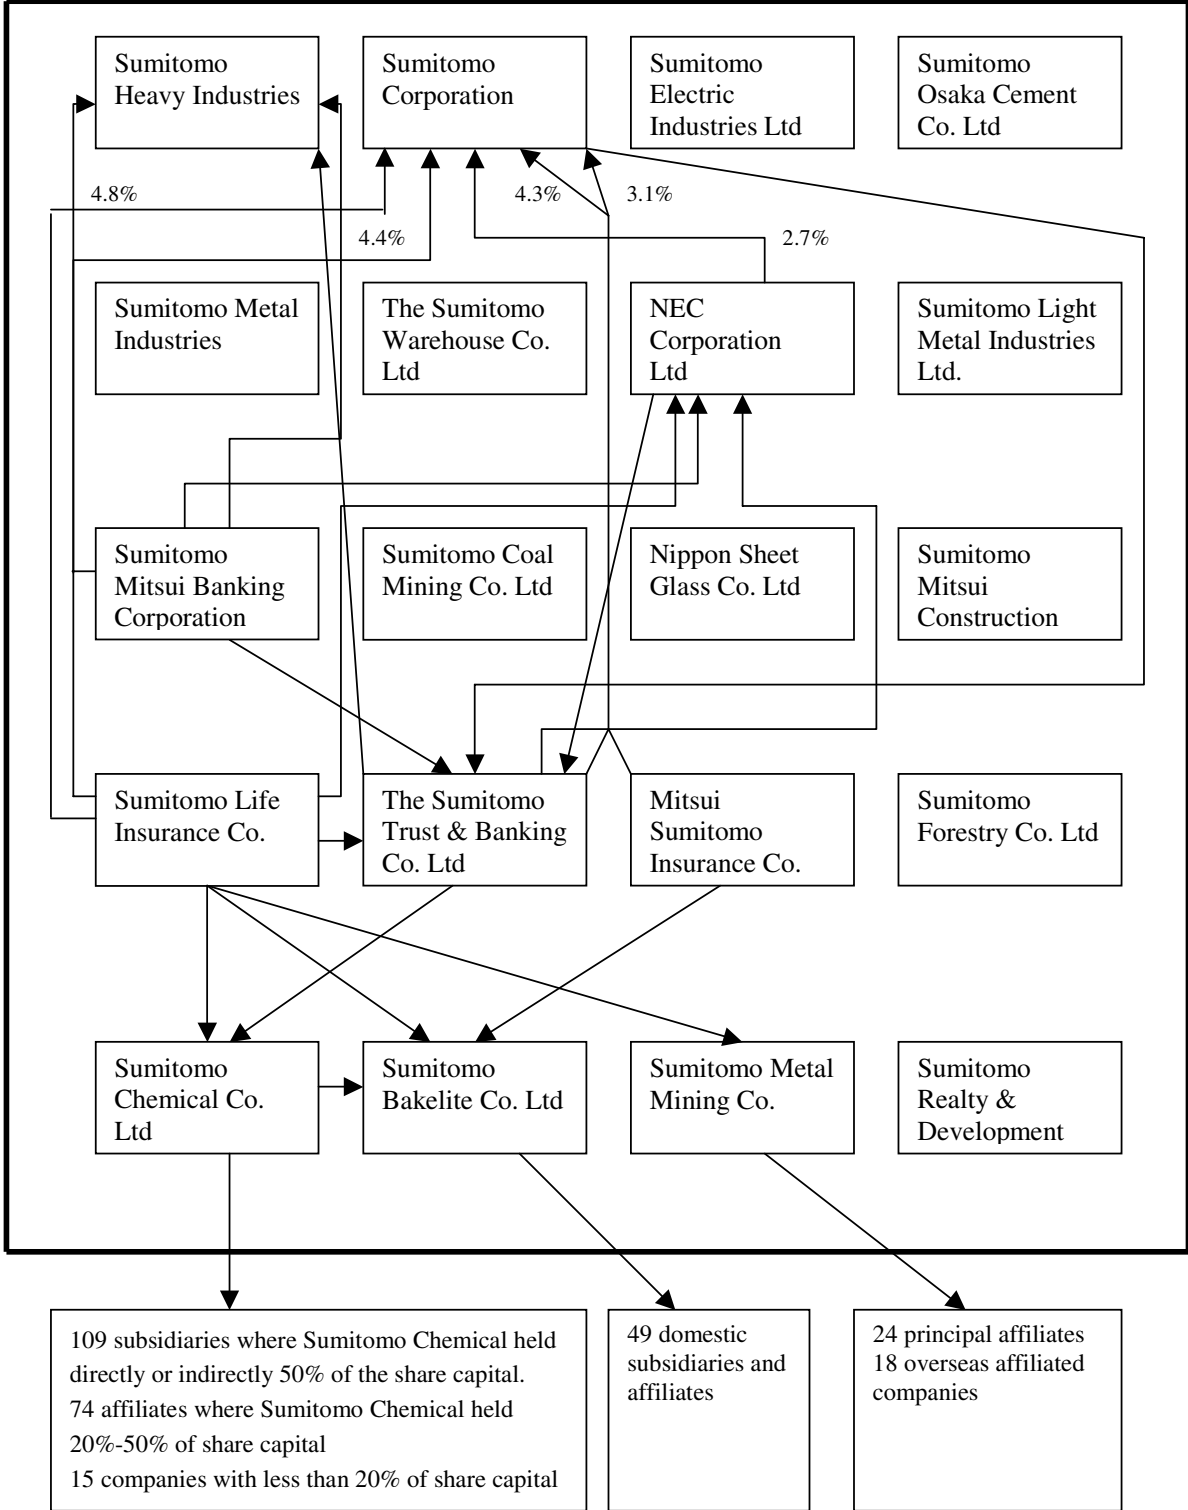 Sumitomo
Heavy Industries
Sumitomo
Corporation
Sumitomo
Electric
Industries Ltd
Sumitomo
Osaka Cement
Co. Ltd
4.8%
4.3%
3.1%
4.4%
2.7%
Sumitomo Metal
Industries
The Sumitomo
Warehouse Co.
Ltd
NEC
Corporation
Ltd
Sumitomo Light
Metal Industries
Ltd.
Sumitomo
Mitsui Banking
Corporation
Sumitomo Coal
Mining Co. Ltd
Nippon Sheet
Glass Co. Ltd
Sumitomo
Mitsui
Construction
Sumitomo Life
Insurance Co.
The Sumitomo
Trust & Banking
Co. Ltd
Mitsui
Sumitomo
Insurance Co.
Sumitomo
Forestry Co. Ltd
Sumitomo
Chemical Co.
Ltd
Sumitomo
Bakelite Co. Ltd
Sumitomo Metal
Mining Co.
Sumitomo
Realty &
Development
109 subsidiaries where Sumitomo Chemical held
directly or indirectly 50% of the share capital.
74 affiliates where Sumitomo Chemical held
20%-50% of share capital
15 companies with less than 20% of share capital
49 domestic
subsidiaries and
affiliates
24 principal affiliates
18 overseas affiliated
companies